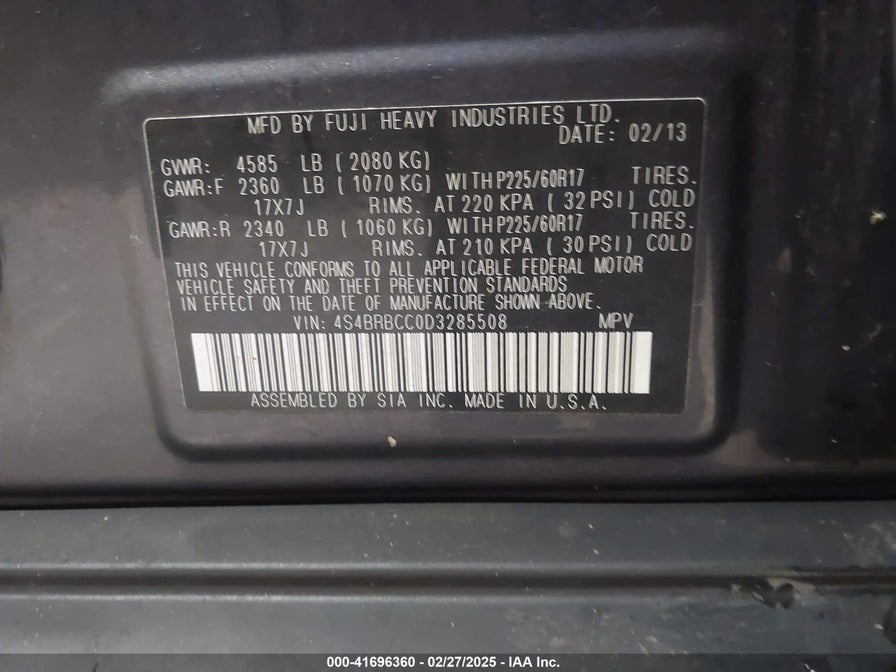 MFD BY FUJI HEAVY INDUSTRIES LTD.
DATE: 02/13
GVWR: 4585 LB (2080 KG)
GAWR:F 2360 LB (1070 KG) WITH P225/60R17 TIRES.
17X7J RIMS. AT 220 KPA (32 PSI) COLD
GAWR:R 2340 LB (1060 KG) WITH P225/60R17 TIRES.
17X7J RIMS. AT 210 KPA (30 PSI) COLD
THIS VEHICLE CONFORMS TO ALL APPLICABLE FEDERAL MOTOR
VEHICLE SAFETY AND THEFT PREVENTION STANDARDS
IN EFFECT ON THE DATE OF MANUFACTURE SHOWN ABOVE.
VIN: 4S4BRBCC0D3285508 MPV
ASSEMBLED BY SIA INC. MADE IN U.S.A.
000-41696360 - 02/27/2025 - IAA Inc.